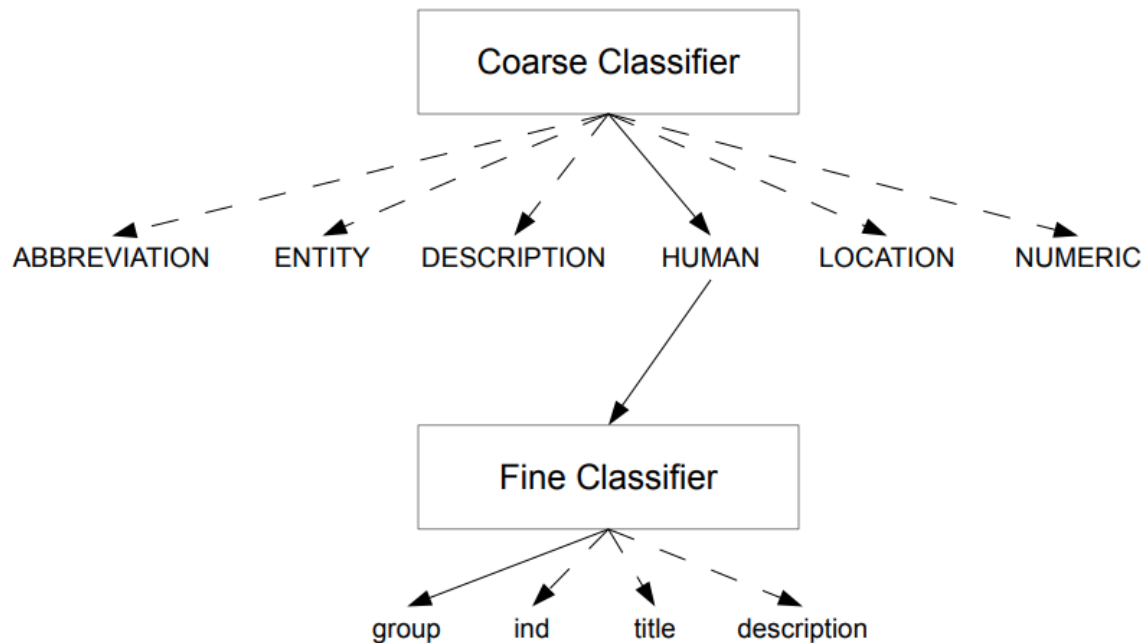 Coarse Classifier
ABBREVIATION ENTITY DESCRIPTION HUMAN LOCATION NUMERIC
Fine Classifier
group ind title description